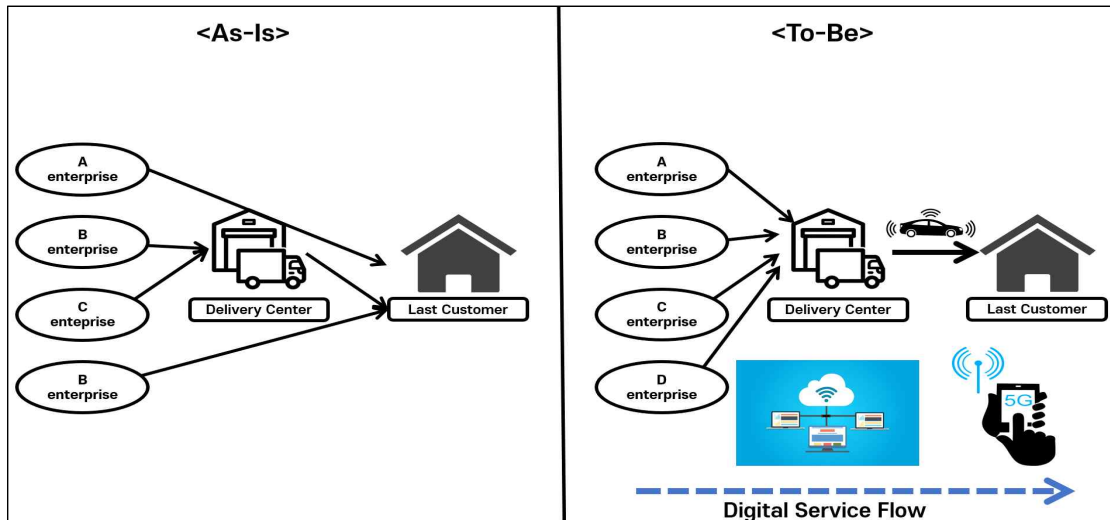 <As-Is>
A
enterprise
B
enterprise
C
enteprise
B
enterprise
Delivery Center
Last Customer
<To-Be>
A
enterprise
B
enterprise
C
enterprise
D
enterprise
Delivery Center
Last Customer
5G
Digital Service Flow